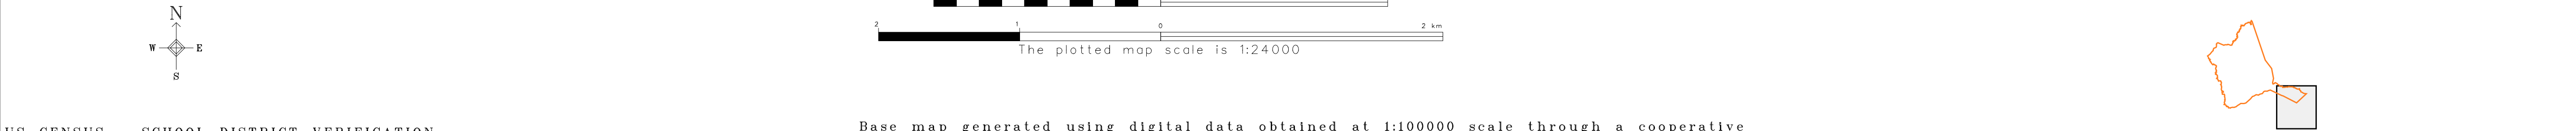 N
W E
S
2 1 0 2 km
The plotted map scale is 1:24000
US CENSUS - SCHOOL DISTRICT VERIFICATION
Base map generated using digital data obtained at 1:100000 scale through a cooperative